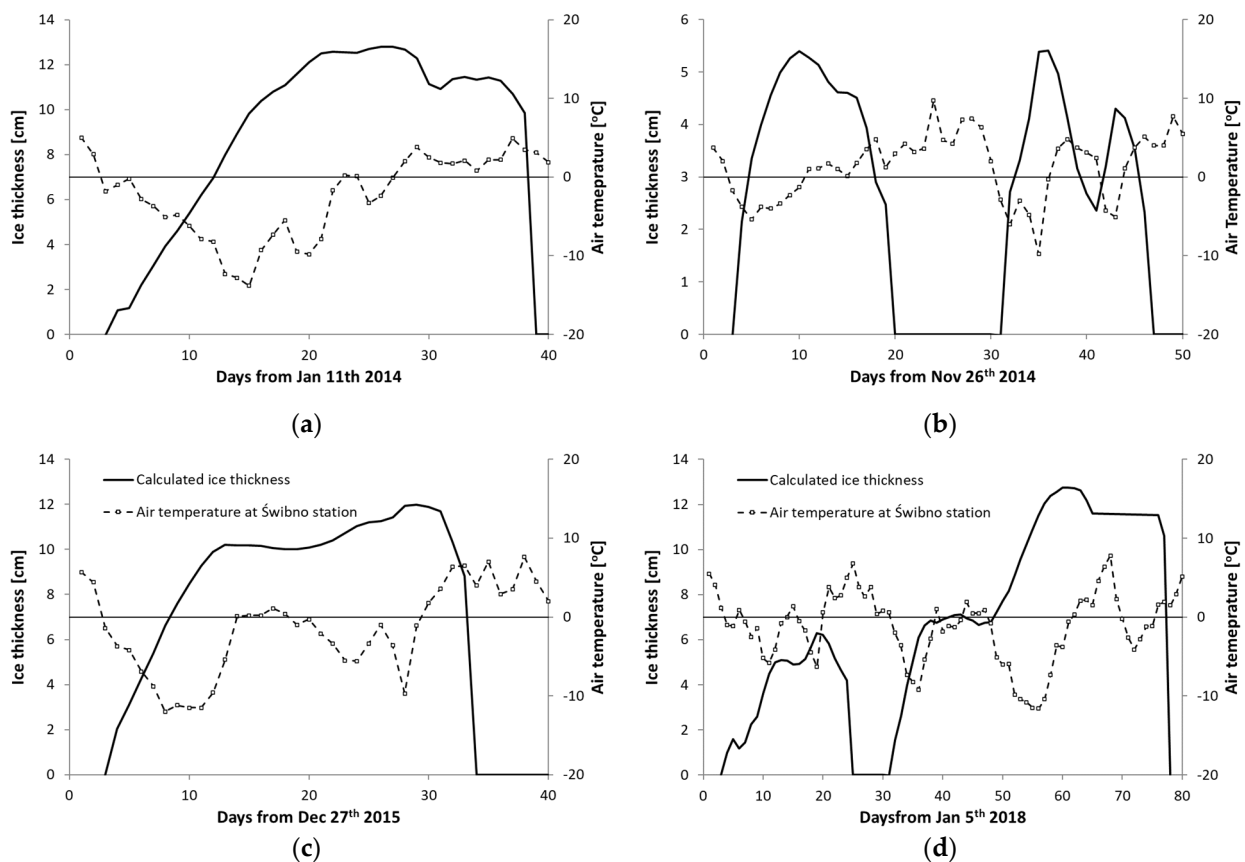 14
12
10
8
6
4
2
0
Ice thickness [cm]
20
10
0
-10
-20
Air temeprature [°C]
0 10 20 30 40
Days from Jan 11th 2014
(a)
6
5
4
3
2
1
0
Ice thickness [cm]
20
10
0
-10
-20
Air Temperature [°C]
0 10 20 30 40 50
Days from Nov 26th 2014
(b)
14
12
10
8
6
4
2
0
Ice thickness [cm]
Calculated ice thickness
Air temperature at Świbno station
20
10
0
-10
-20
Air temperature [°C]
0 10 20 30 40
Days from Dec 27th 2015
(c)
14
12
10
8
6
4
2
0
Ice thickness [cm]
Calculated ice thickness
Air temperature at Świbno station
20
10
0
-10
-20
Air temeprature [°C]
0 10 20 30 40 50 60 70 80
Daysfrom Jan 5th 2018
(d)